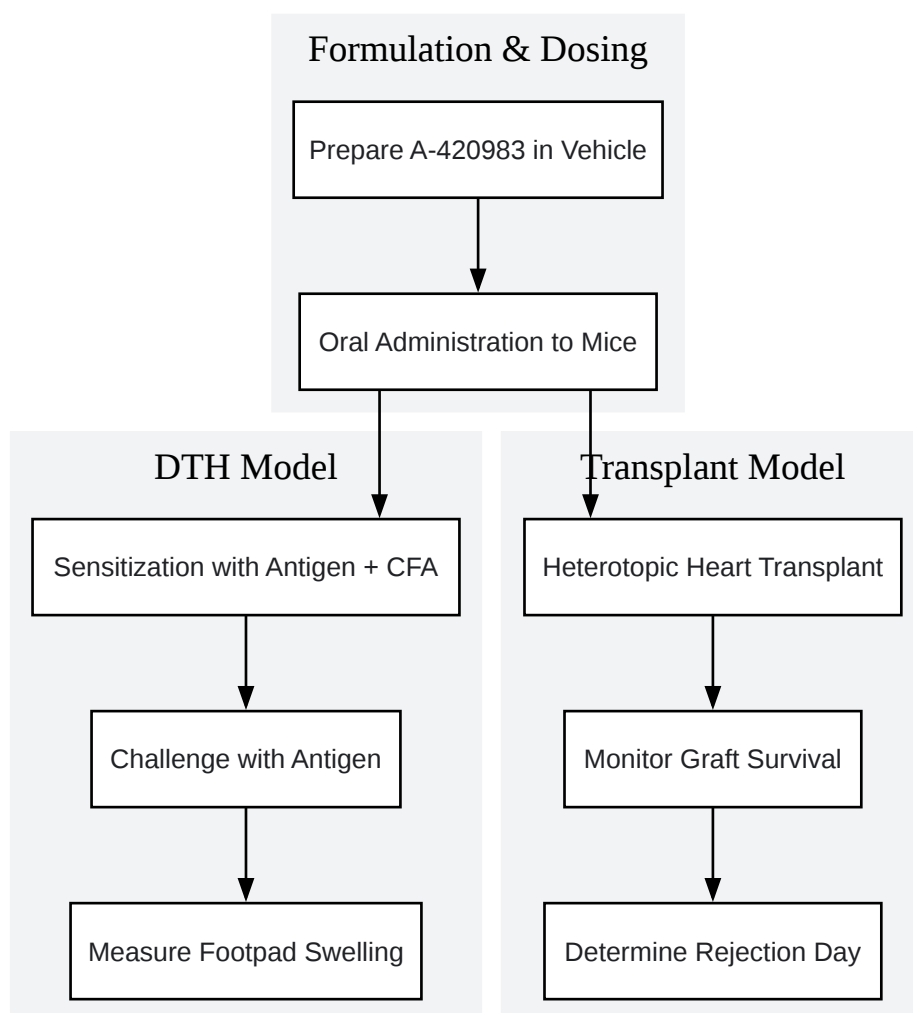 Formulation & Dosing
Prepare A-420983 in Vehicle
Oral Administration to Mice
DTH Model
Sensitization with Antigen + CFA
Challenge with Antigen
Measure Footpad Swelling
Transplant Model
Heterotopic Heart Transplant
Monitor Graft Survival
Determine Rejection Day